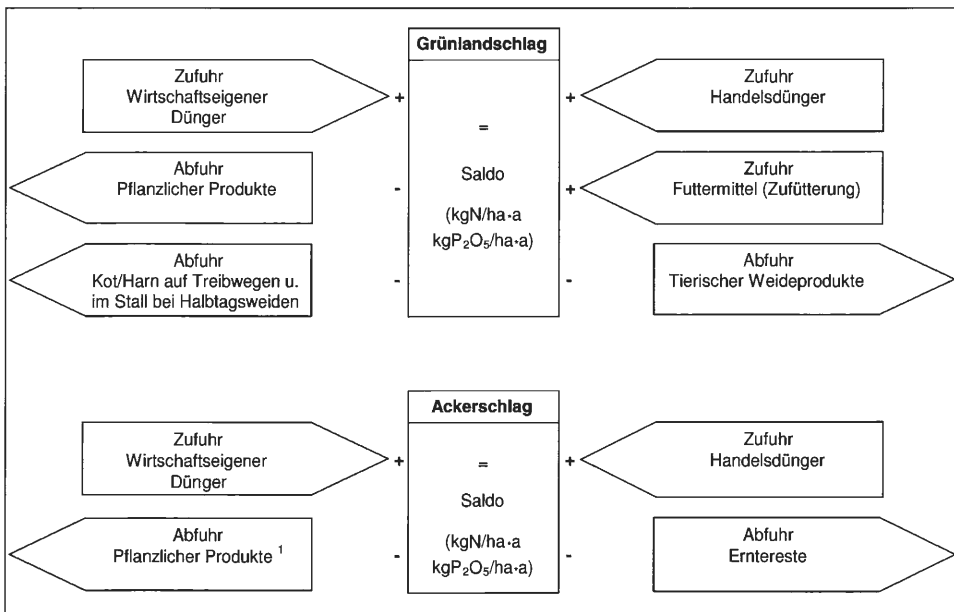 Grünlandschlag
Zufuhr
Wirtschaftseigener
Dünger
+
+
Zufuhr
Handelsdünger
=
Abfuhr
Pflanzlicher Produkte
-
Saldo
+
Zufuhr
Futtermittel (Zufütterung)
(kgN/ha•a
kgP₂O₅/ha•a)
Abfuhr
Kot/Harn auf Treibwegen u.
im Stall bei Halbtagsweiden
-
-
Abfuhr
Tierischer Weideprodukte
Ackerschlag
Zufuhr
Wirtschaftseigener
Dünger
+
=
+
Zufuhr
Handelsdünger
Saldo
Abfuhr
Pflanzlicher Produkte ¹
-
(kgN/ha•a
kgP₂O₅/ha•a)
-
Abfuhr
Erntereste